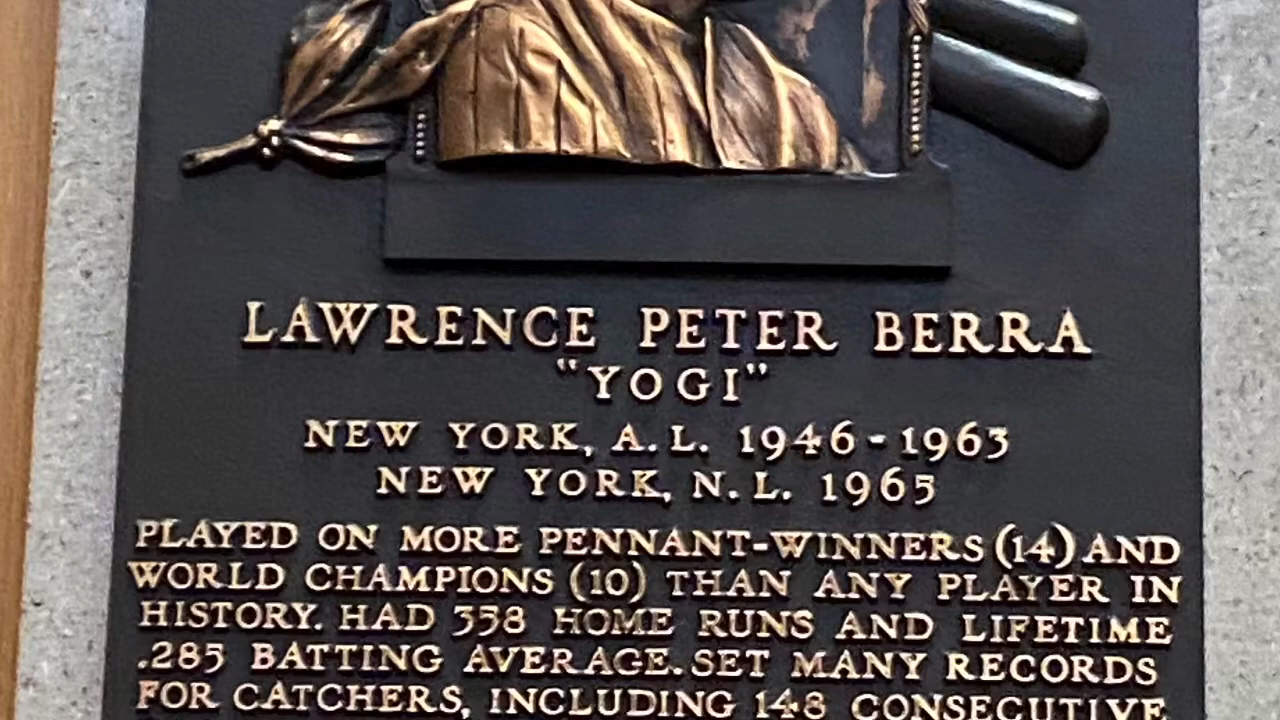 LAWRENCE PETER BERRA
"YOGI"
NEW YORK, A.L. 1946-1963
NEW YORK, N.L. 1965
PLAYED ON MORE PENNANT-WINNERS (14) AND
WORLD CHAMPIONS (10) THAN ANY PLAYER IN
HISTORY. HAD 358 HOME RUNS AND LIFETIME
.285 BATTING AVERAGE. SET MANY RECORDS
FOR CATCHERS, INCLUDING 148 CONSECUTIVE